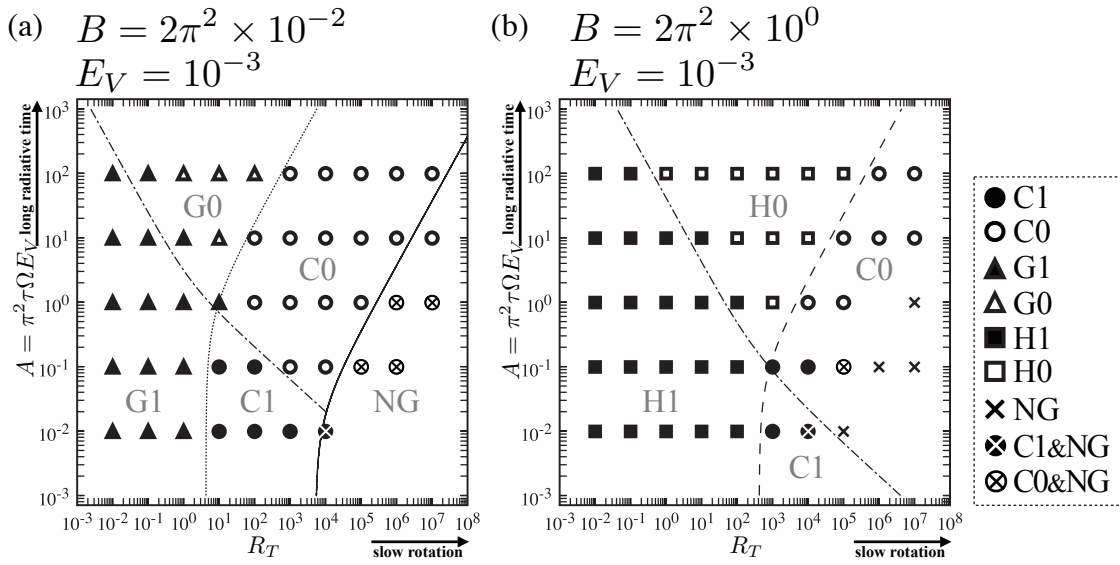 (a) B = 2π² × 10⁻²
E_V = 10⁻³
(b) B = 2π² × 10⁰
E_V = 10⁻³
A = π²τΩE_V long radiative time
10³
10²
10¹
10⁰
10⁻¹
10⁻²
10⁻³
G0
C0
G1
C1
NG
10⁻³ 10⁻² 10⁻¹ 10⁰ 10¹ 10² 10³ 10⁴ 10⁵ 10⁶ 10⁷ 10⁸
R_T
slow rotation
A = π²τΩE_V long radiative time
10³
10²
10¹
10⁰
10⁻¹
10⁻²
10⁻³
H0
C0
H1
C1
10⁻³ 10⁻² 10⁻¹ 10⁰ 10¹ 10² 10³ 10⁴ 10⁵ 10⁶ 10⁷ 10⁸
R_T
slow rotation
C1
C0
G1
G0
H1
H0
NG
C1&NG
C0&NG